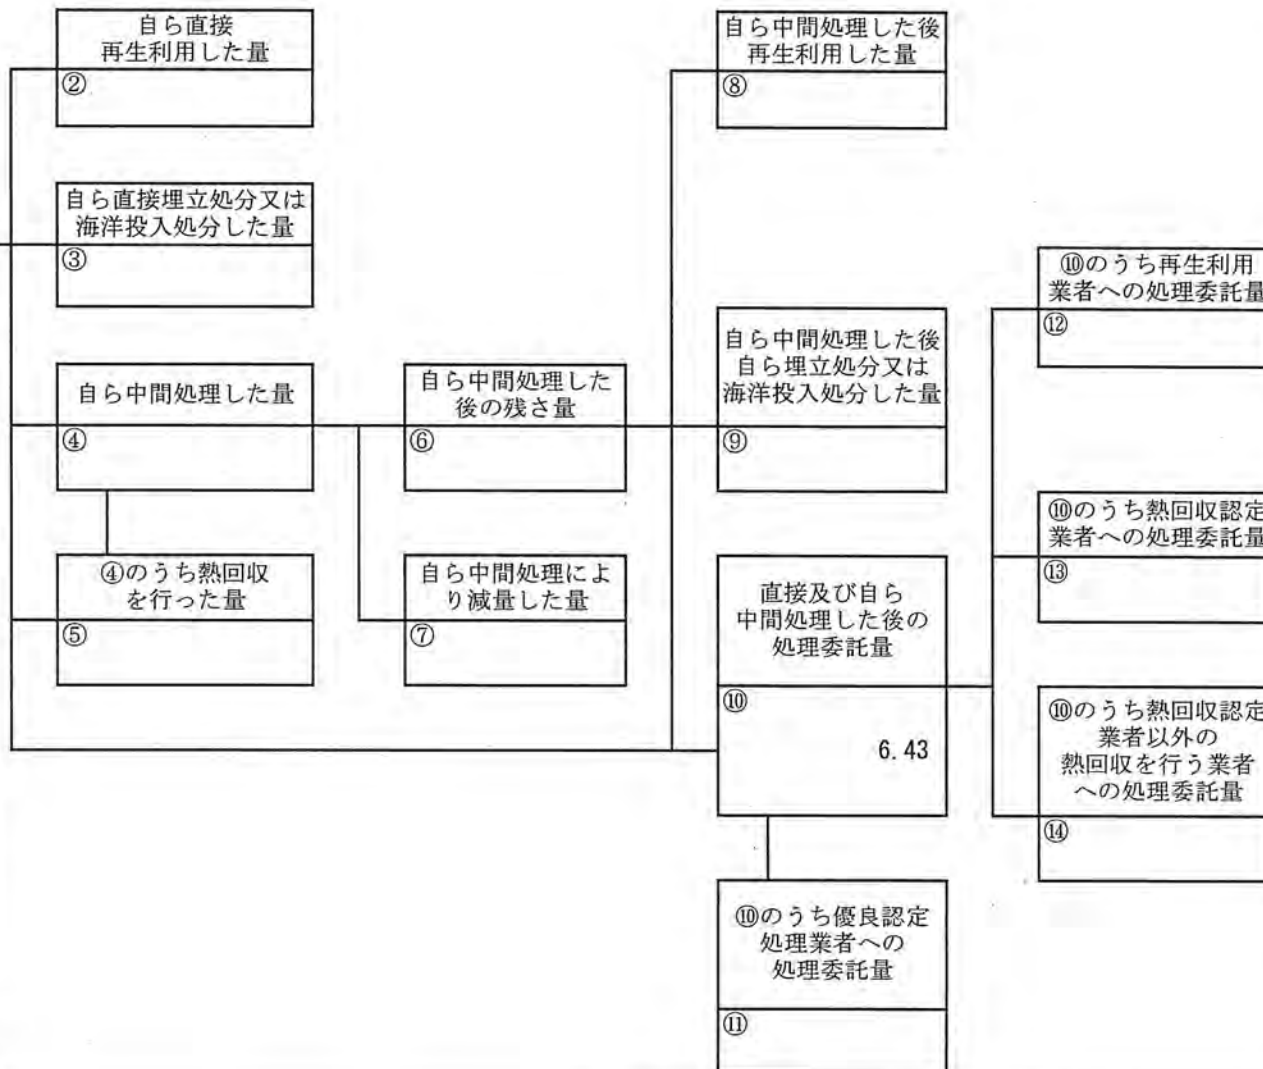 自ら直接
再生利用した量
②
自ら直接埋立処分又は
海洋投入処分した量
③
自ら中間処理した量
④
④のうち熱回収
を行った量
⑤
自ら中間処理した
後の残さ量
⑥
自ら中間処理によ
り減量した量
⑦
自ら中間処理した後
再生利用した量
⑧
自ら中間処理した後
自ら埋立処分又は
海洋投入処分した量
⑨
直接及び自ら
中間処理した後の
処理委託量
⑩
6.43
⑩のうち優良認定
処理業者への
処理委託量
⑪
⑩のうち再生利用
業者への処理委託量
⑫
⑩のうち熱回収認定
業者への処理委託量
⑬
⑩のうち熱回収認定
業者以外の
熱回収を行う業者
への処理委託量
⑭